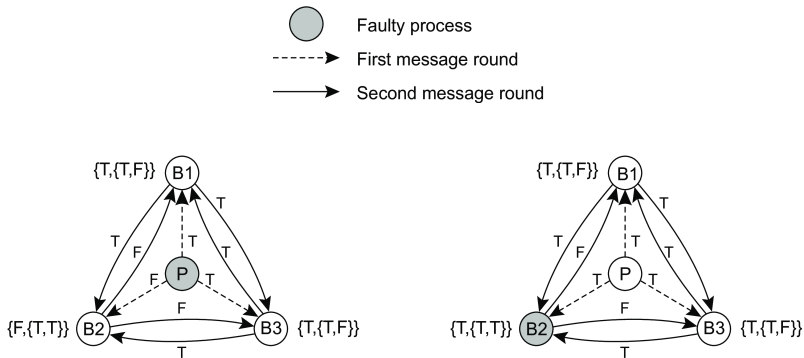 Faulty process
First message round
Second message round
{T,{T,F}} B1
T
T F T T
F P T
{F,{T,T}} B2 F B3 {T,{T,F}}
T
{T,{T,F}} B1
T
T F T T
T P T
{T,{T,T}} B2 F B3 {T,{T,F}}
T